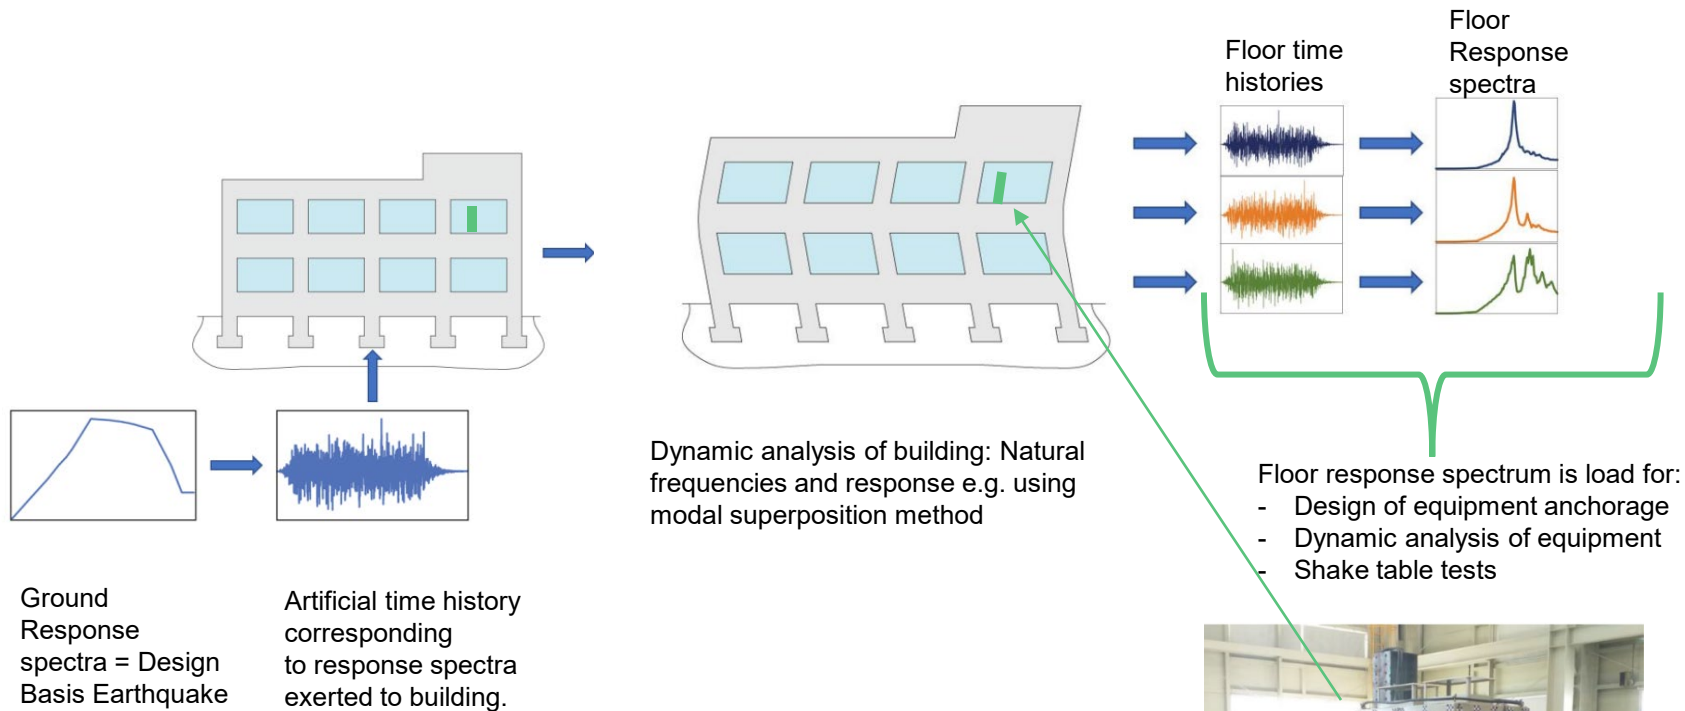 Floor time
histories
Floor
Response
spectra
Dynamic analysis of building: Natural
frequencies and response e.g. using
modal superposition method
Floor response spectrum is load for:
- Design of equipment anchorage
- Dynamic analysis of equipment
- Shake table tests
Ground
Response
spectra = Design
Basis Earthquake
Artificial time history
corresponding
to response spectra
exerted to building.